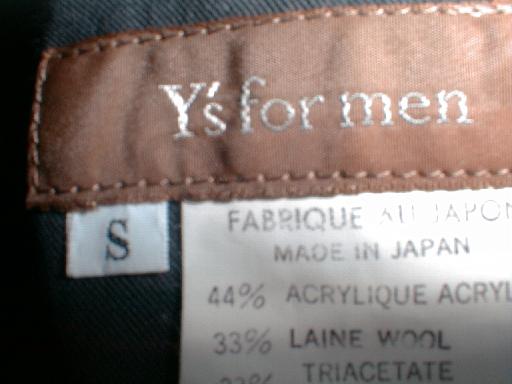 Y's for men
S
FABRIQUE AU JAPON
MADE IN JAPAN
44% ACRYLIQUE ACRYL
33% LAINE WOOL
TRIACETATE